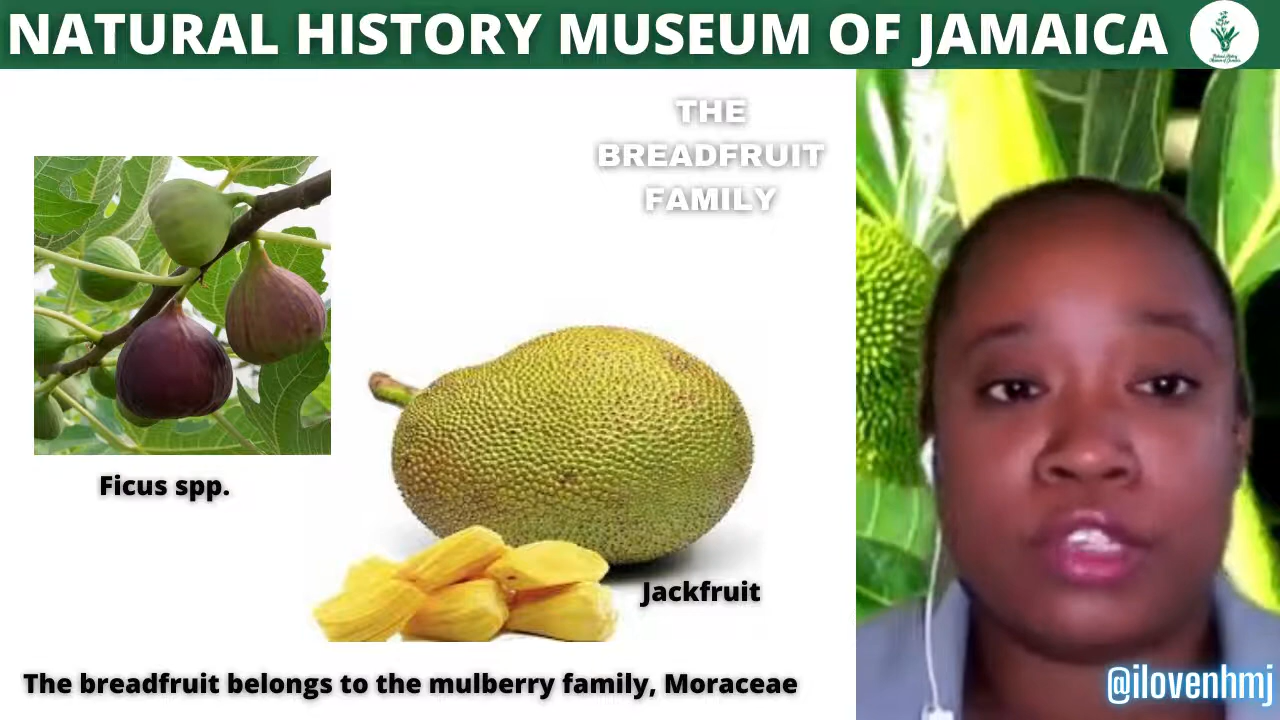 NATURAL HISTORY MUSEUM OF JAMAICA
THE
BREADFRUIT
FAMILY
Ficus spp.
Jackfruit
The breadfruit belongs to the mulberry family, Moraceae
@ilovenhmj